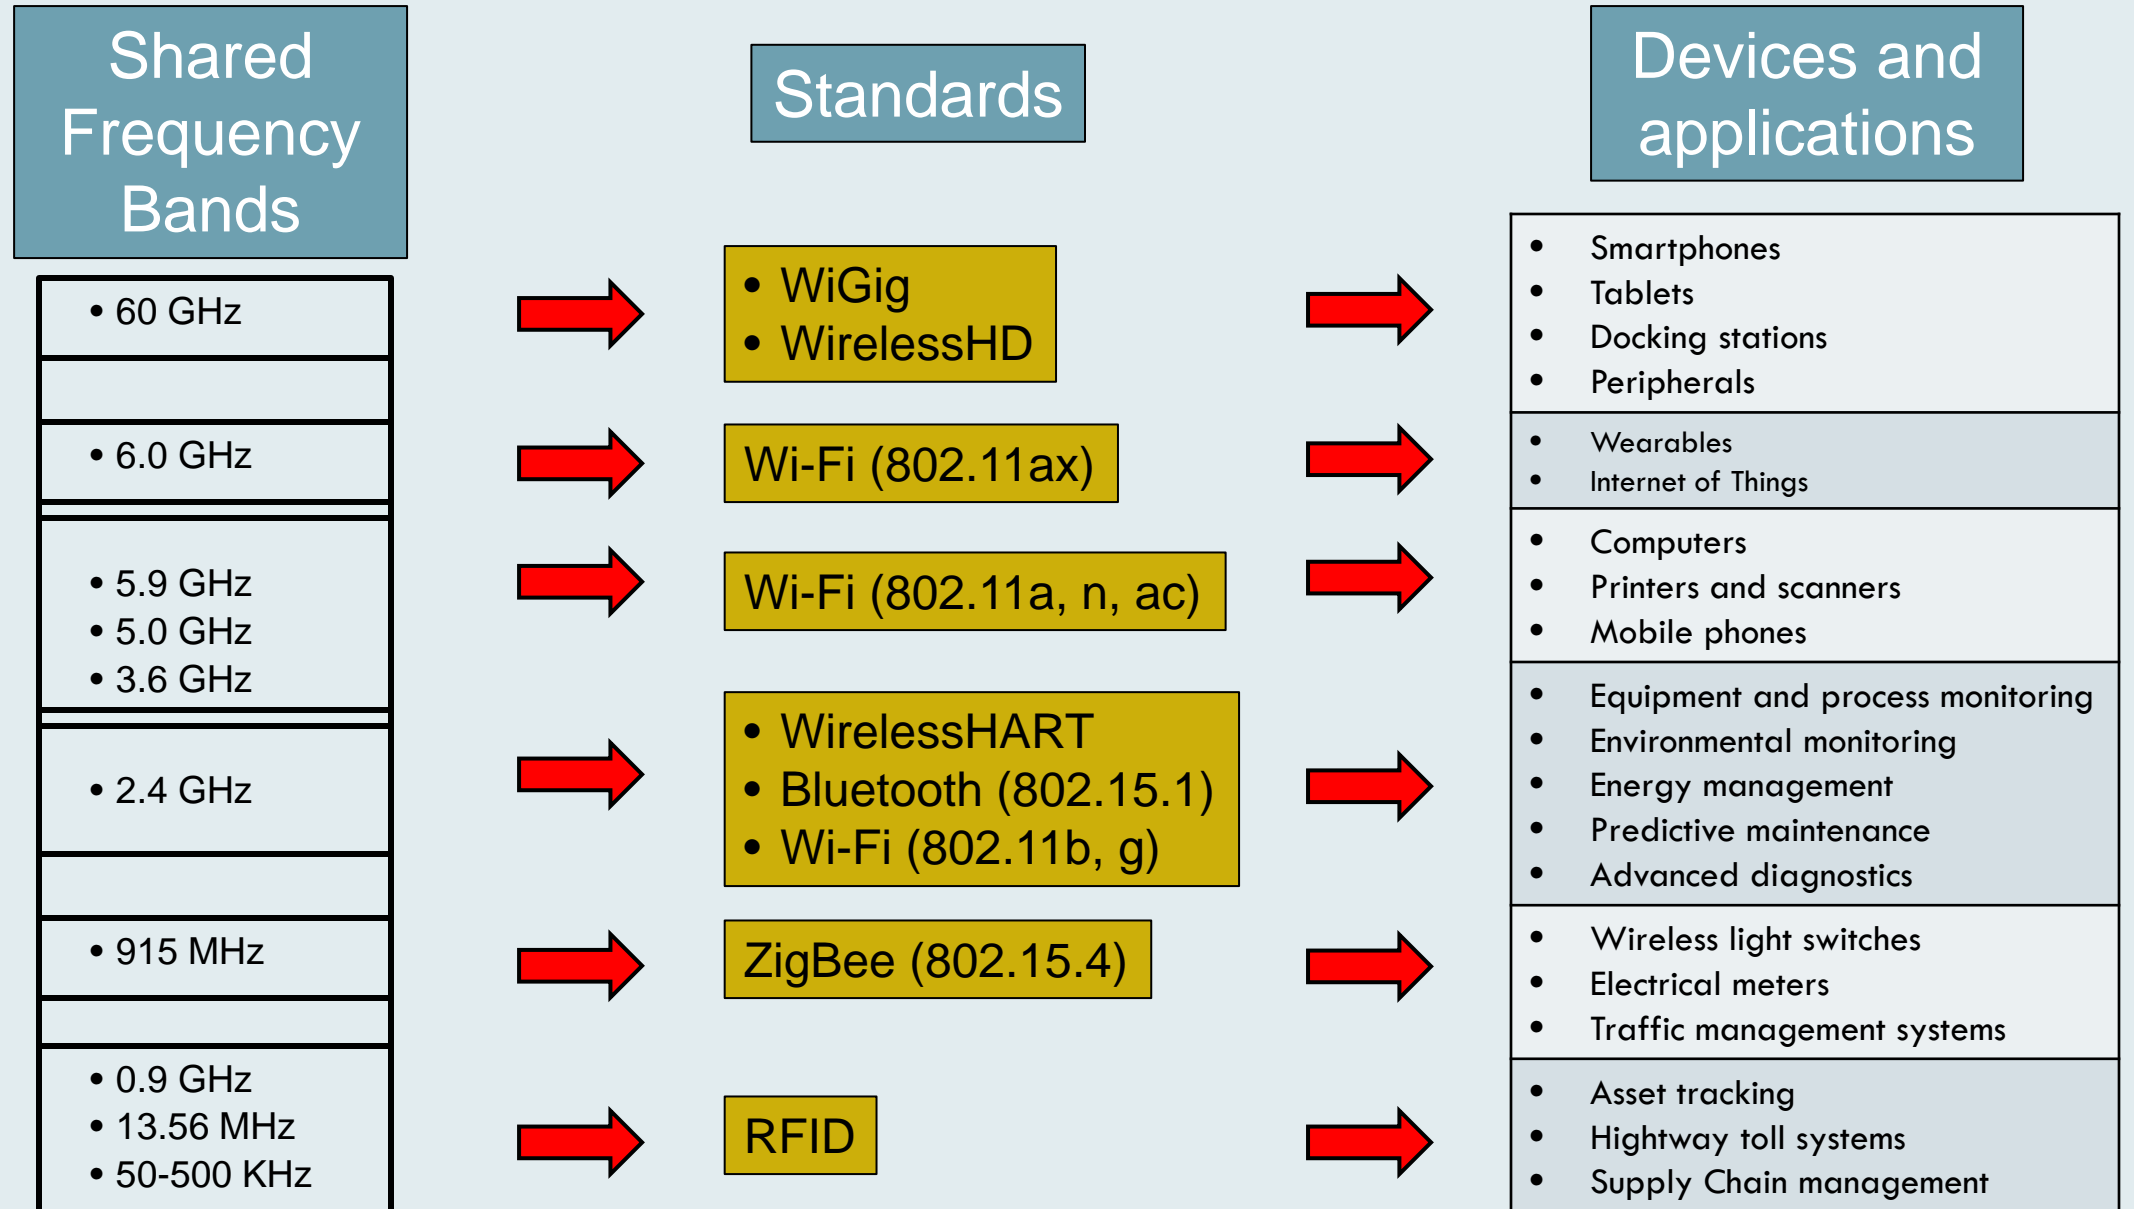 Shared
Frequency
Bands
Standards
Devices and
applications
• 60 GHz
• WiGig
• WirelessHD
• Smartphones
• Tablets
• Docking stations
• Peripherals
• 6.0 GHz
Wi-Fi (802.11ax)
• Wearables
• Internet of Things
• 5.9 GHz
• 5.0 GHz
• 3.6 GHz
Wi-Fi (802.11a, n, ac)
• Computers
• Printers and scanners
• Mobile phones
• 2.4 GHz
• WirelessHART
• Bluetooth (802.15.1)
• Wi-Fi (802.11b, g)
• Equipment and process monitoring
• Environmental monitoring
• Energy management
• Predictive maintenance
• Advanced diagnostics
• 915 MHz
ZigBee (802.15.4)
• Wireless light switches
• Electrical meters
• Traffic management systems
• 0.9 GHz
• 13.56 MHz
• 50-500 KHz
RFID
• Asset tracking
• Hightway toll systems
• Supply Chain management